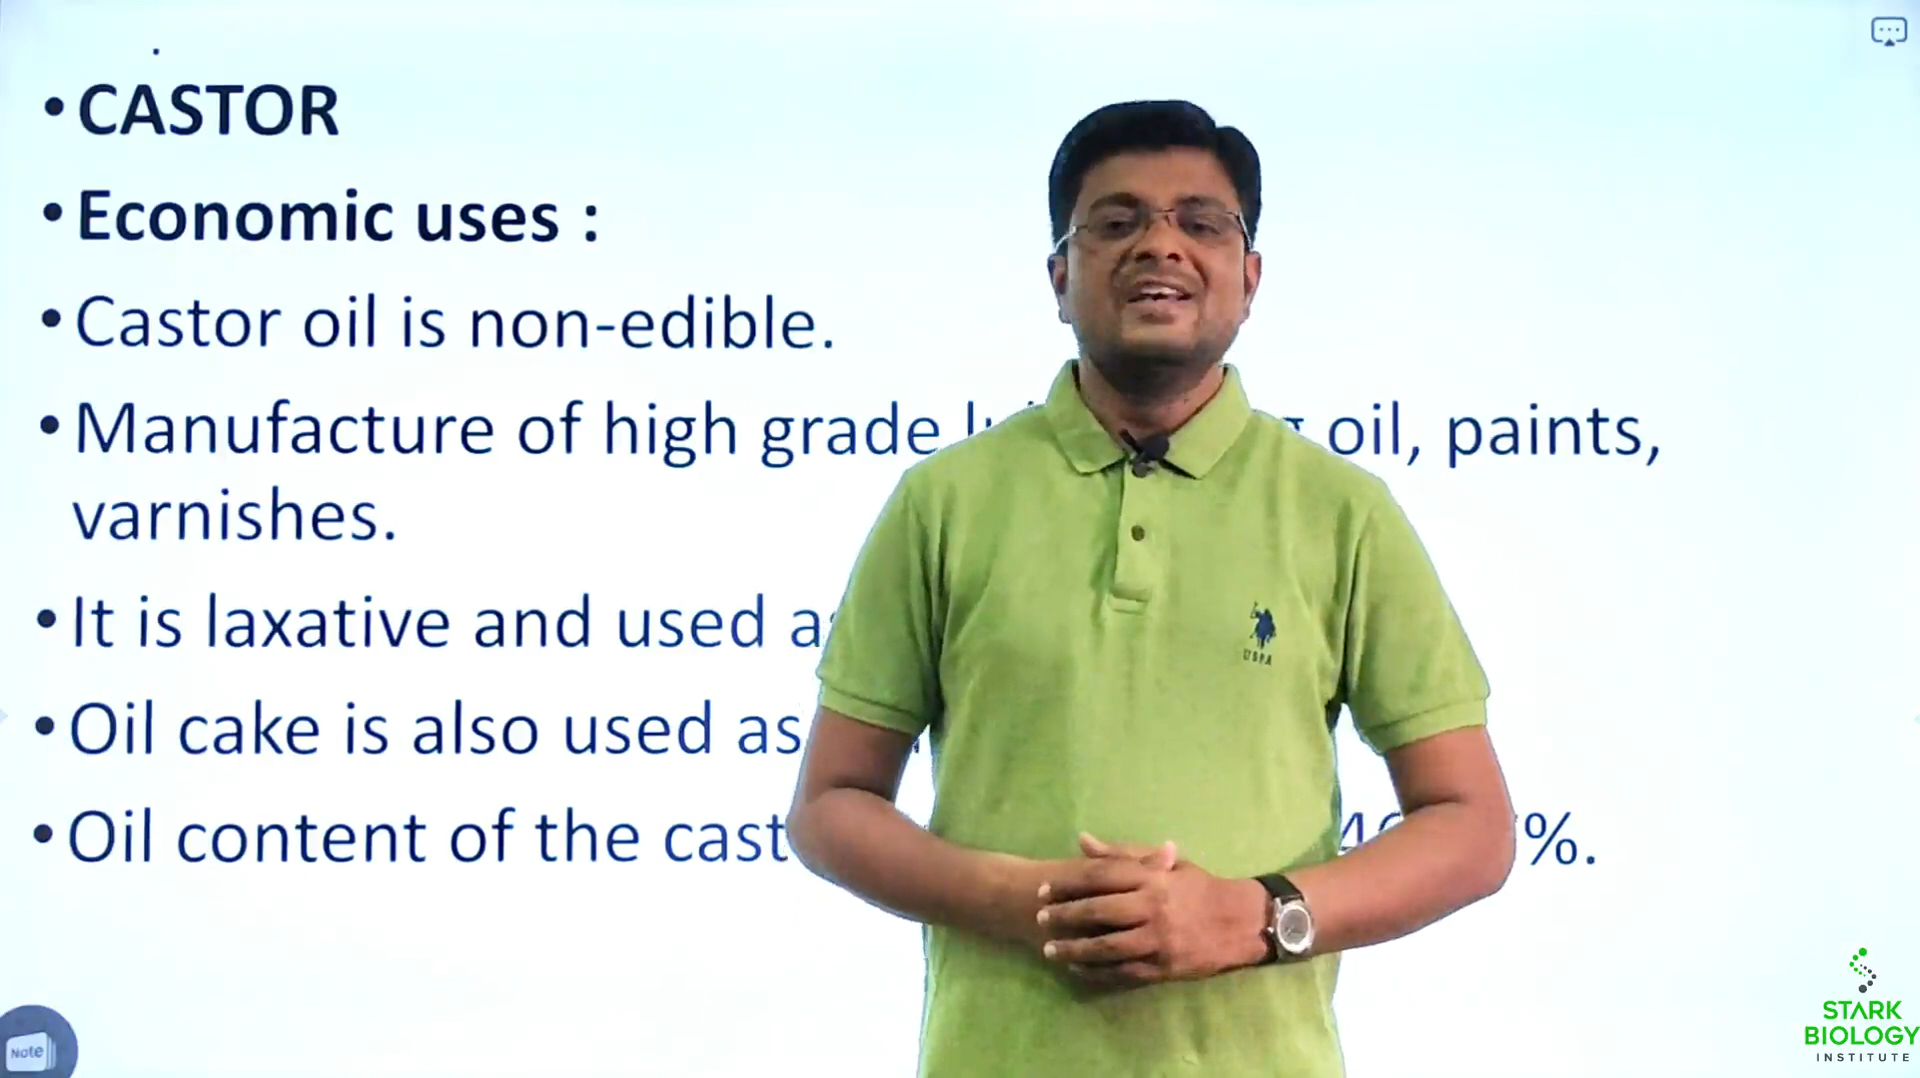 • CASTOR
• Economic uses :
• Castor oil is non-edible.
• Manufacture of high grade oil, paints,
varnishes.
• It is laxative and used
• Oil cake is also used as
• Oil content of the %.
USPA
Note
STARK
BIOLOGY
INSTITUTE